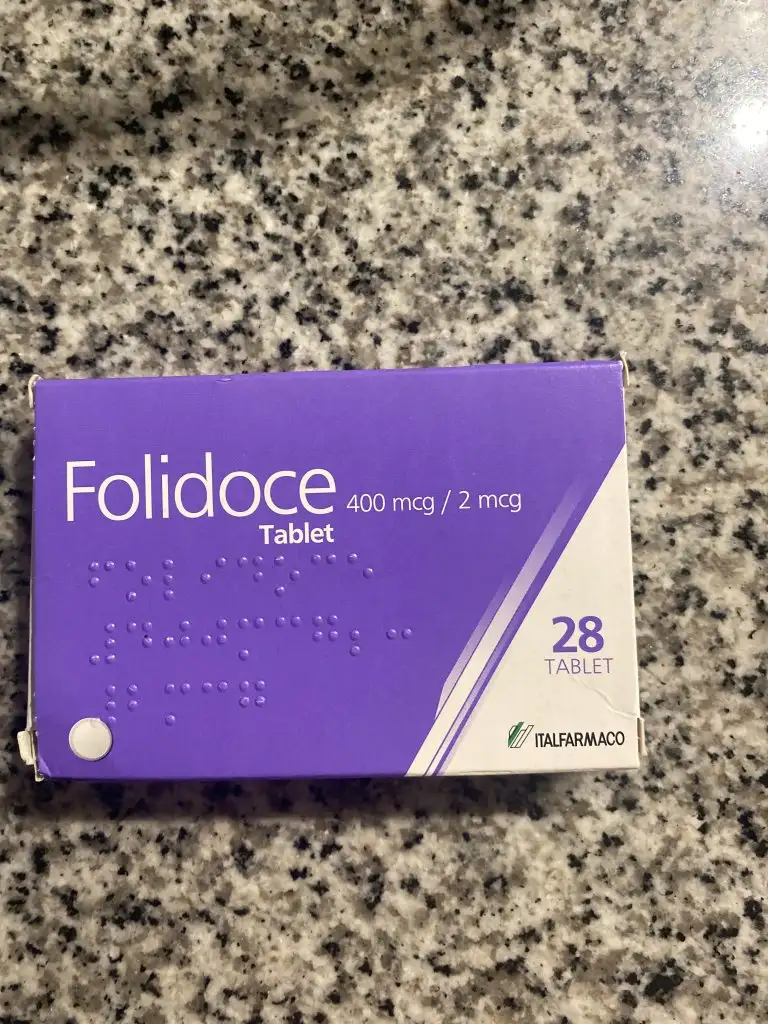 Folidoce 400 mcg / 2 mcg
Tablet
28
TABLET
ITALFARMACO